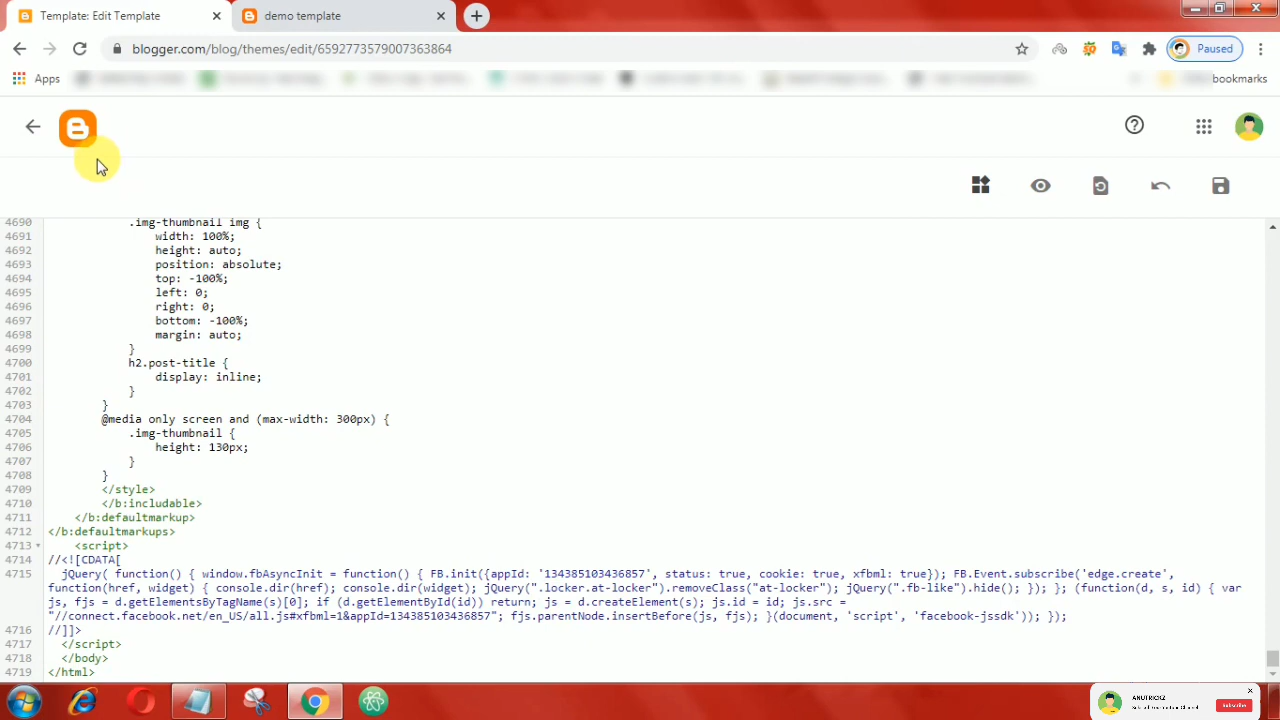 Template: Edit Template
demo template
blogger.com/blog/themes/edit/6592773579007363864
Paused
Apps
bookmarks
4690 .img-thumbnail img {
4691 width: 100%;
4692 height: auto;
4693 position: absolute;
4694 top: -100%;
4695 left: 0;
4696 right: 0;
4697 bottom: -100%;
4698 margin: auto;
4699 }
4700 h2.post-title {
4701 display: inline;
4702 }
4703 }
4704 @media only screen and (max-width: 300px) {
4705 .img-thumbnail {
4706 height: 130px;
4707 }
4708 }
4709 </style>
4710 </b:includable>
4711 </b:defaultmarkup>
4712 </b:defaultmarkups>
4713 <script>
4714 //<![CDATA[
4715 jQuery( function() { window.fbAsyncInit = function() { FB.init({appId: '134385103436857', status: true, cookie: true, xfbml: true}); FB.Event.subscribe('edge.create',
function(href, widget) { console.dir(href); console.dir(widget); jQuery(".locker.at-locker").removeClass("at-locker"); jQuery(".fb-like").hide(); }); }; (function(d, s, id) { var
js, fjs = d.getElementsByTagName(s)[0]; if (d.getElementById(id)) return; js = d.createElement(s); js.id = id; js.src =
"//connect.facebook.net/en_US/all.js#xfbml=1&appId=134385103436857"; fjs.parentNode.insertBefore(js, fjs); }(document, 'script', 'facebook-jssdk')); });
4716 //]]>
4717 </script>
4718 </body>
4719 </html>
ANUTRICKZ
Subscribe